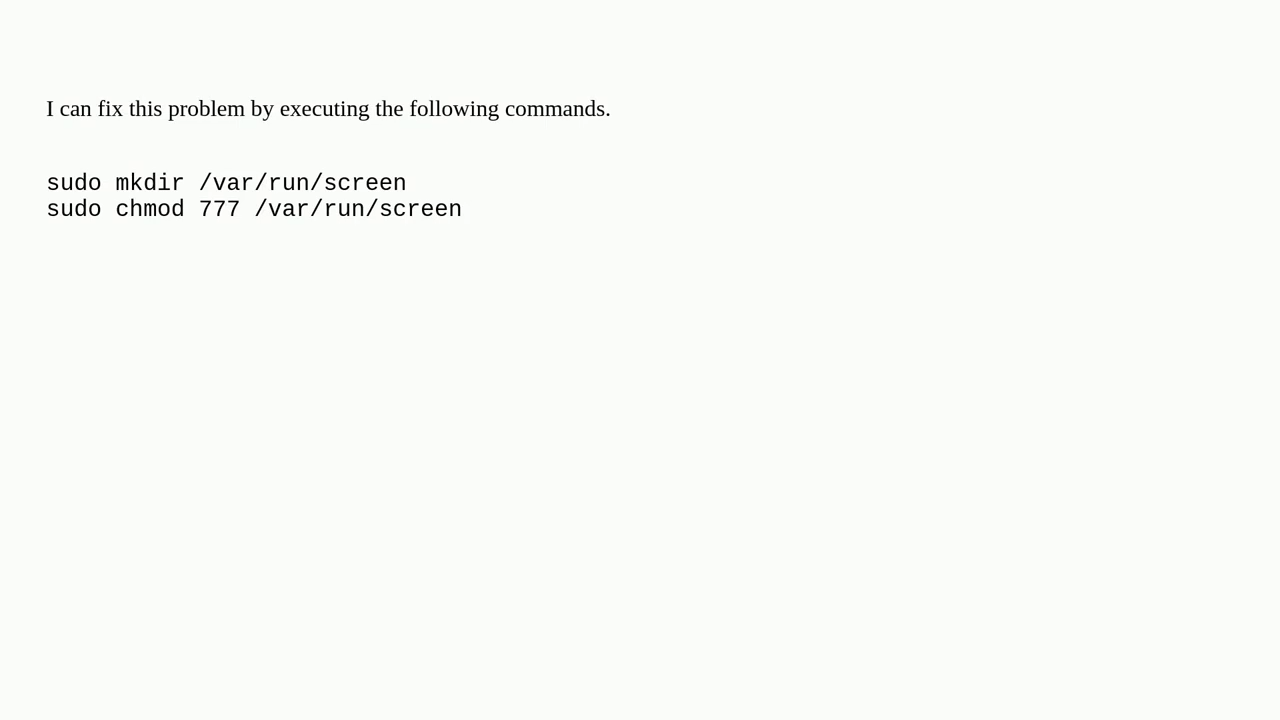 I can fix this problem by executing the following commands.
sudo mkdir /var/run/screen
sudo chmod 777 /var/run/screen